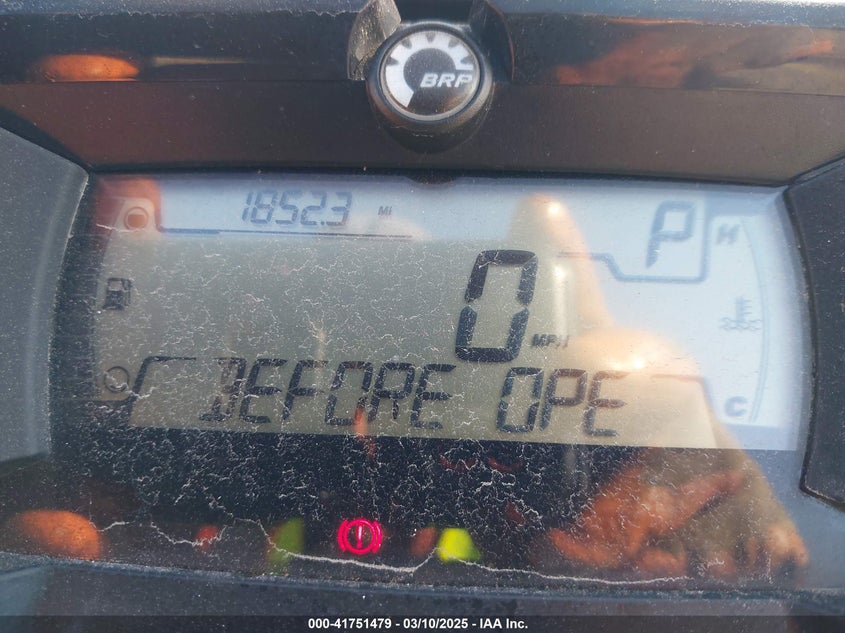 BRP
1852.3 MI
P
H
0 MPH
BEFORE OPE
C
000-41751479 - 03/10/2025 - IAA Inc.